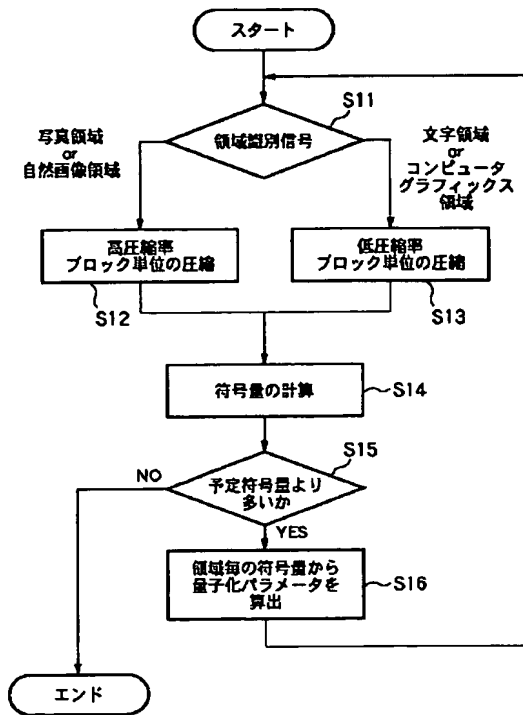 スタート
S11
領域識別信号
写真領域
or
自然画像領域
文字領域
or
コンピュータ
グラフィックス
領域
高圧縮率
ブロック単位の圧縮
S12
低圧縮率
ブロック単位の圧縮
S13
符号量の計算
S14
S15
予定符号量より
多いか
NO
YES
領域毎の符号量から
量子化パラメータを
算出
S16
エンド